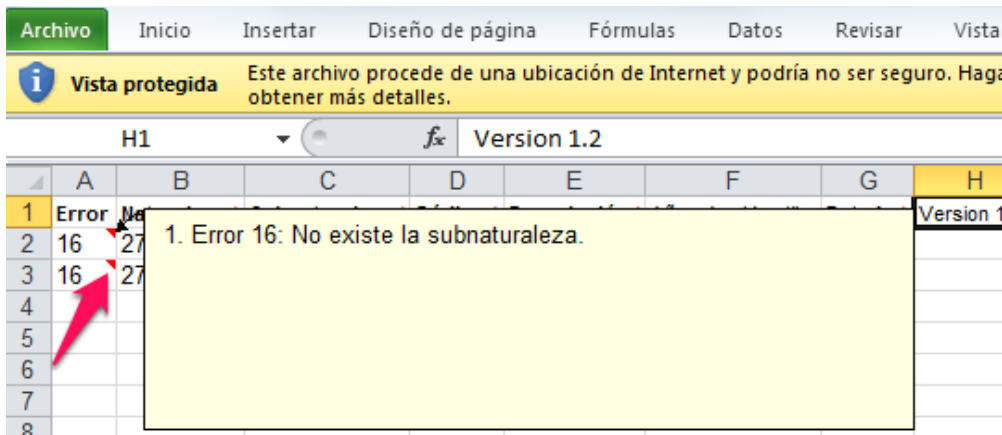 Archivo Inicio Insertar Diseño de página Fórmulas Datos Revisar Vista
Vista protegida Este archivo procede de una ubicación de Internet y podría no ser seguro. Haga
obtener más detalles.
H1 fx Version 1.2
A B C D E F G H
1 Error Version 1
2 16 27
1. Error 16: No existe la subnaturaleza.
3 16 27
4
5
6
7
8